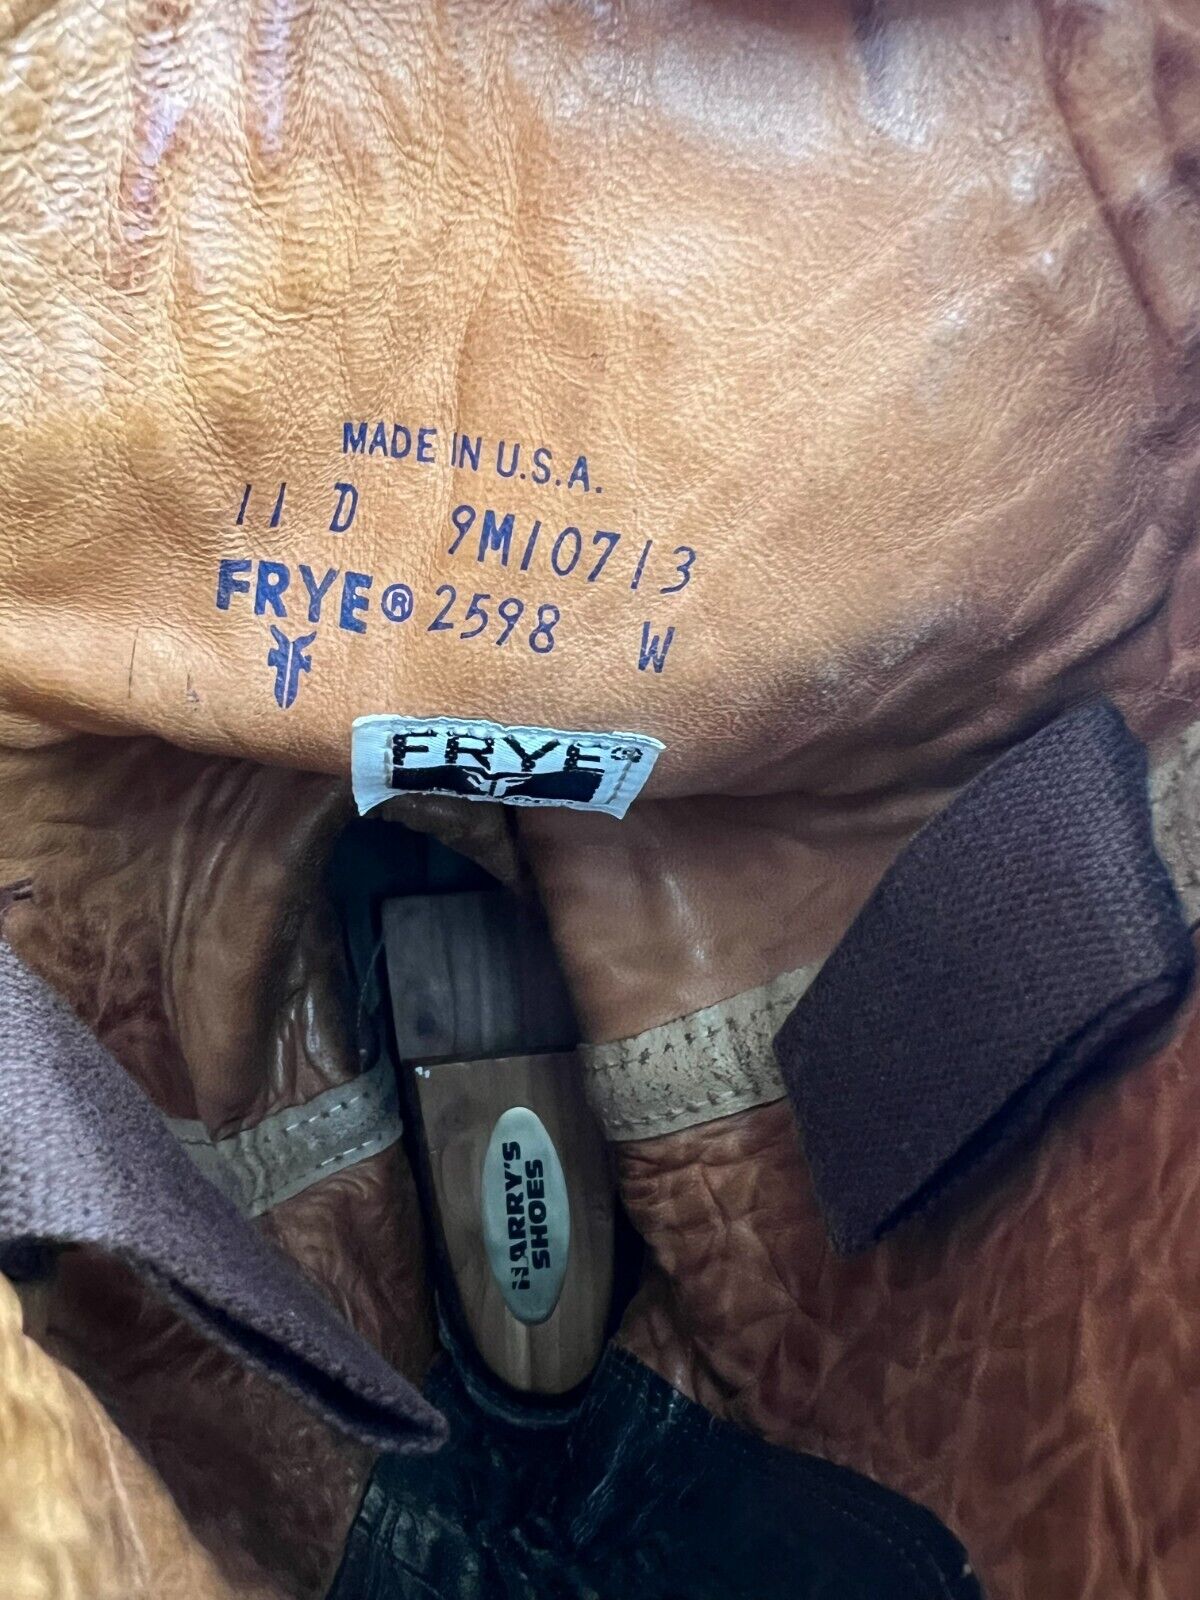 MADE IN U.S.A.
11 D 9M10713
FRYE® 2598 W
FRYE®
HARRY'S
SHOES